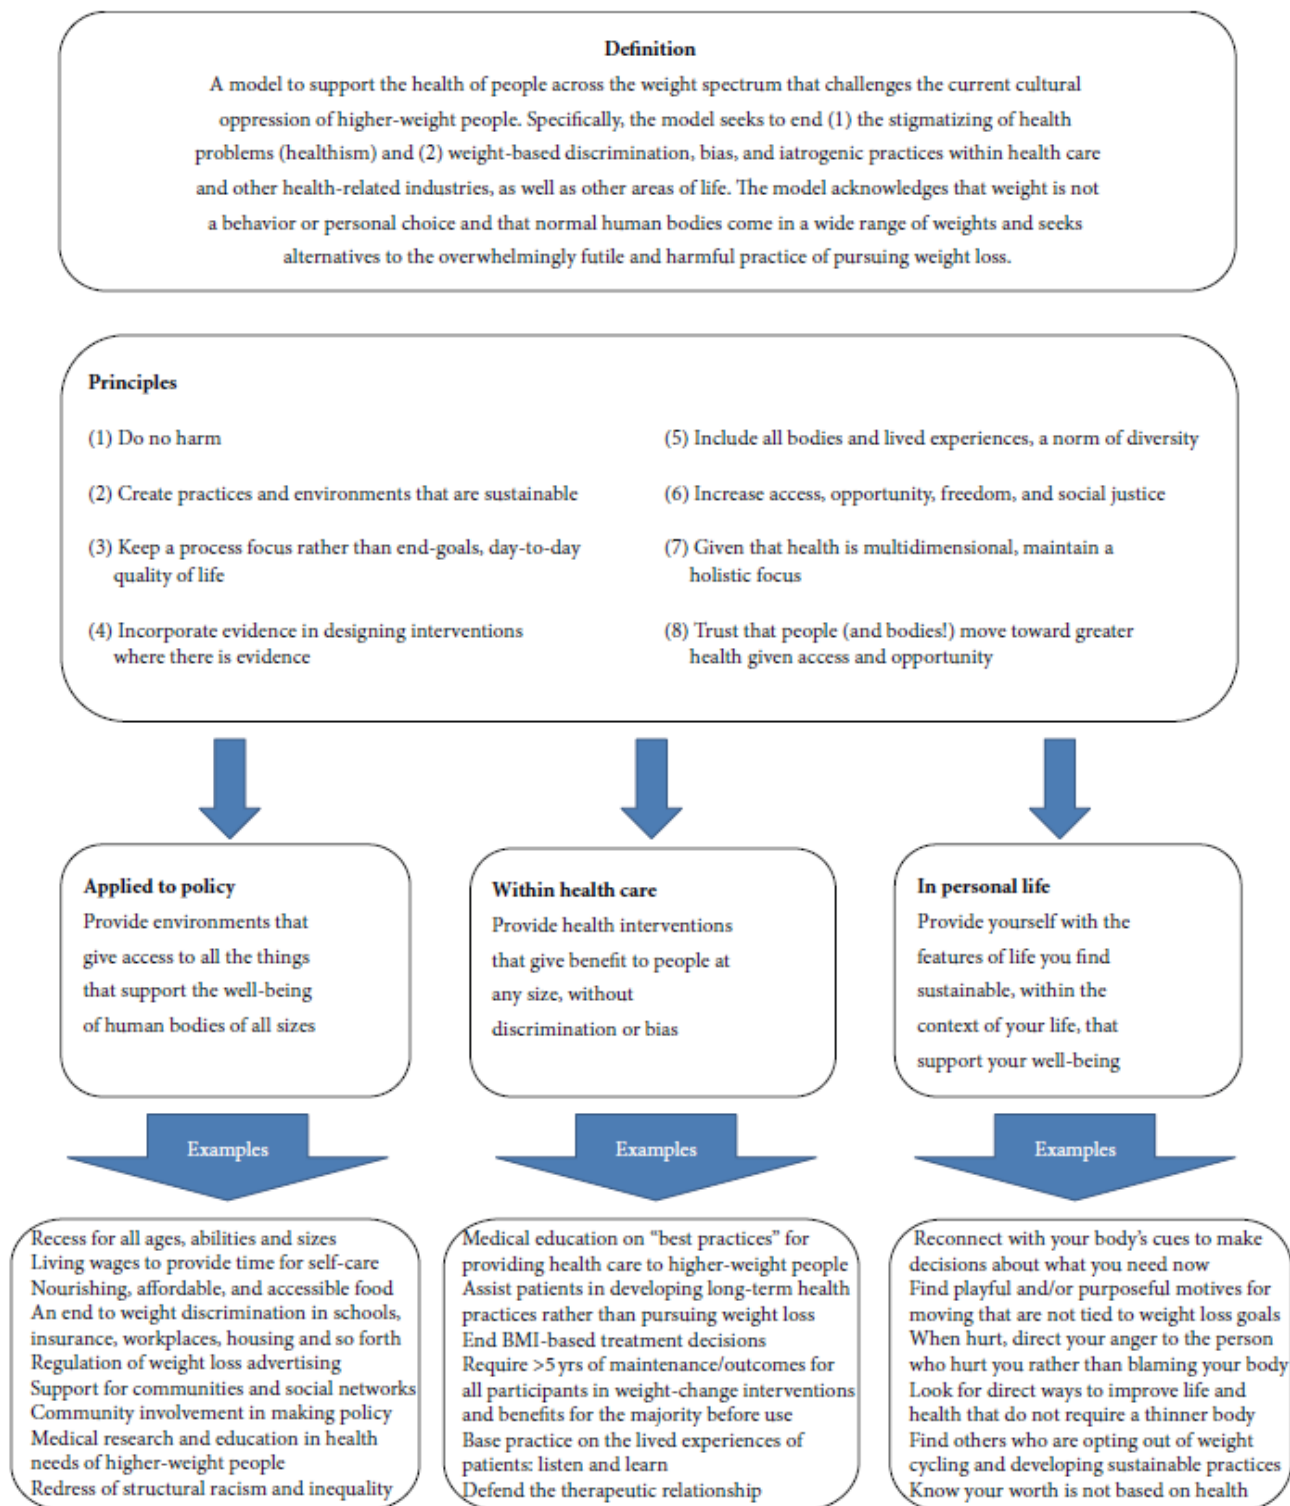 Definition
A model to support the health of people across the weight spectrum that challenges the current cultural
oppression of higher-weight people. Specifically, the model seeks to end (1) the stigmatizing of health
problems (healthism) and (2) weight-based discrimination, bias, and iatrogenic practices within health care
and other health-related industries, as well as other areas of life. The model acknowledges that weight is not
a behavior or personal choice and that normal human bodies come in a wide range of weights and seeks
alternatives to the overwhelmingly futile and harmful practice of pursuing weight loss.
Principles
(1) Do no harm
(2) Create practices and environments that are sustainable
(3) Keep a process focus rather than end-goals, day-to-day
quality of life
(4) Incorporate evidence in designing interventions
where there is evidence
(5) Include all bodies and lived experiences, a norm of diversity
(6) Increase access, opportunity, freedom, and social justice
(7) Given that health is multidimensional, maintain a
holistic focus
(8) Trust that people (and bodies!) move toward greater
health given access and opportunity
Applied to policy
Provide environments that
give access to all the things
that support the well-being
of human bodies of all sizes
Within health care
Provide health interventions
that give benefit to people at
any size, without
discrimination or bias
In personal life
Provide yourself with the
features of life you find
sustainable, within the
context of your life, that
support your well-being
Examples
Examples
Examples
Recess for all ages, abilities and sizes
Living wages to provide time for self-care
Nourishing, affordable, and accessible food
An end to weight discrimination in schools,
insurance, workplaces, housing and so forth
Regulation of weight loss advertising
Support for communities and social networks
Community involvement in making policy
Medical research and education in health
needs of higher-weight people
Redress of structural racism and inequality
Medical education on “best practices” for
providing health care to higher-weight people
Assist patients in developing long-term health
practices rather than pursuing weight loss
End BMI-based treatment decisions
Require >5 yrs of maintenance/outcomes for
all participants in weight-change interventions
and benefits for the majority before use
Base practice on the lived experiences of
patients: listen and learn
Defend the therapeutic relationship
Reconnect with your body’s cues to make
decisions about what you need now
Find playful and/or purposeful motives for
moving that are not tied to weight loss goals
When hurt, direct your anger to the person
who hurt you rather than blaming your body
Look for direct ways to improve life and
health that do not require a thinner body
Find others who are opting out of weight
cycling and developing sustainable practices
Know your worth is not based on health